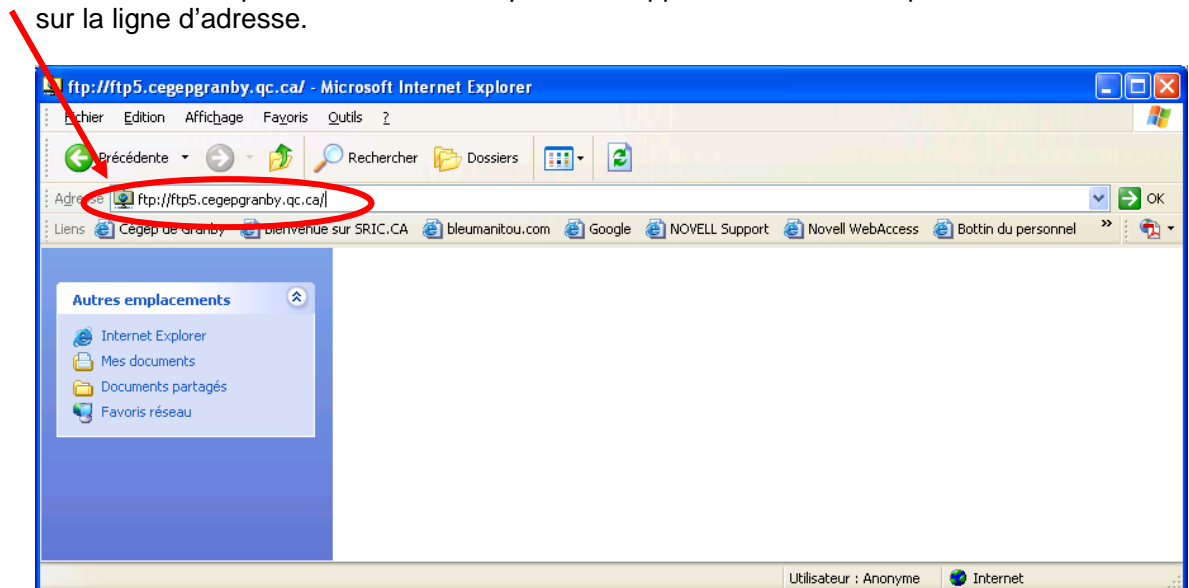 sur la ligne d’adresse.
ftp://ftp5.cegepgranby.qc.ca/ - Microsoft Internet Explorer
Fichier Edition Affichage Favoris Outils ?
Précédente Rechercher Dossiers
Adresse ftp://ftp5.cegepgranby.qc.ca/ OK
Liens Cégep de Granby Bienvenue sur SRIC.CA bleumanitou.com Google NOVELL Support Novell WebAccess Bottin du personnel »
Autres emplacements
Internet Explorer
Mes documents
Documents partagés
Favoris réseau
Utilisateur : Anonyme Internet